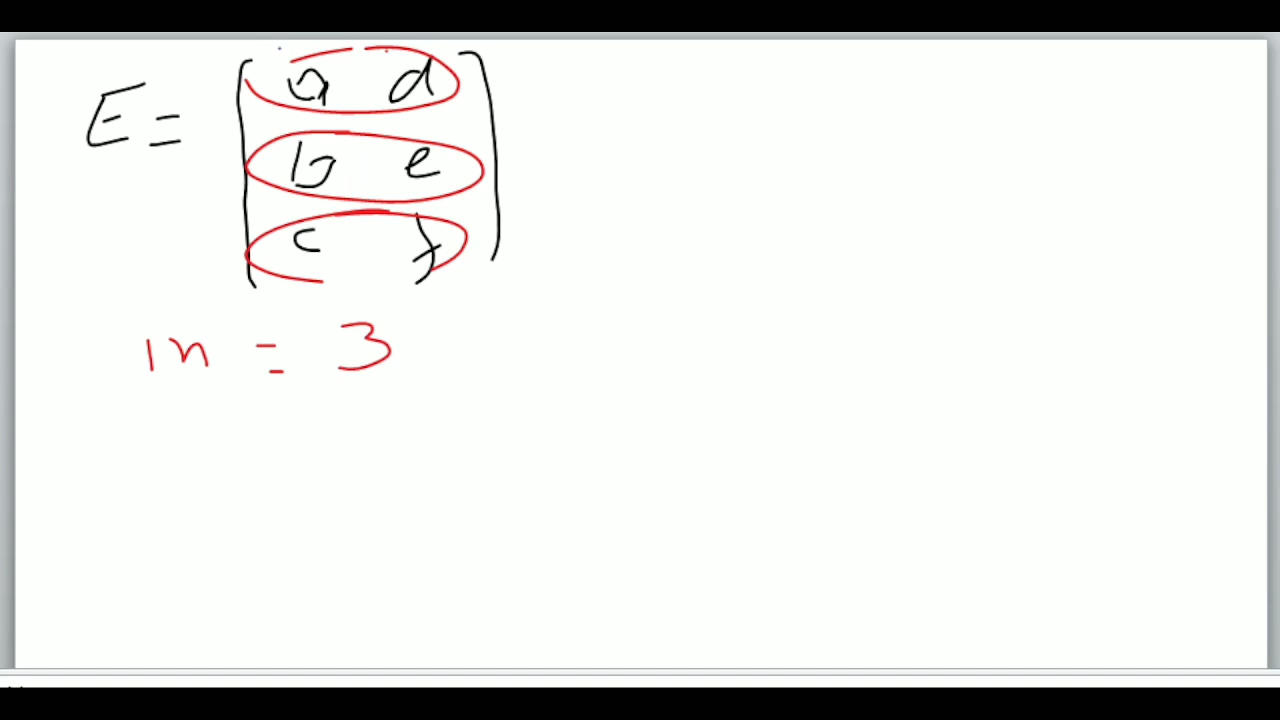 E = [ a d
b e
c f ]
m = 3